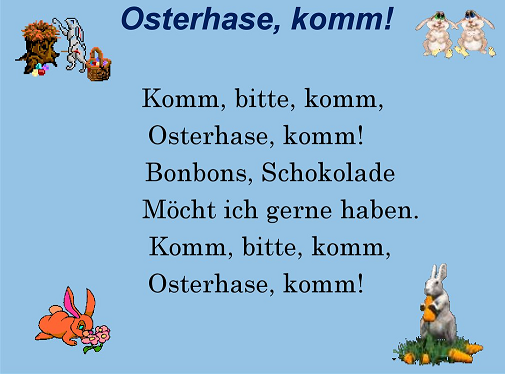 Osterhase, komm!
Komm, bitte, komm,
Osterhase, komm!
Bonbons, Schokolade
Möcht ich gerne haben.
Komm, bitte, komm,
Osterhase, komm!